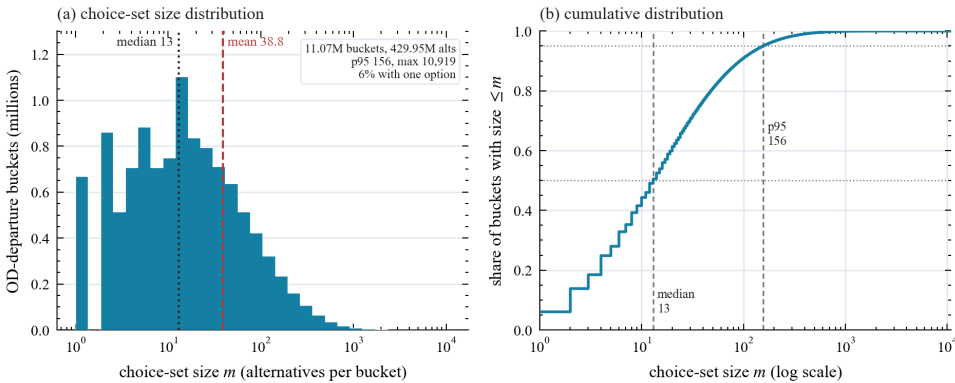 (a) choice-set size distribution
median 13
mean 38.8
11.07M buckets, 429.95M alts
p95 156, max 10,919
6% with one option
OD-departure buckets (millions)
1.2
1.0
0.8
0.6
0.4
0.2
0.0
10⁰ 10¹ 10² 10³ 10⁴
choice-set size m (alternatives per bucket)
(b) cumulative distribution
share of buckets with size ≤ m
1.0
0.8
0.6
0.4
0.2
0.0
p95
156
median
13
10⁰ 10¹ 10² 10³ 10⁴
choice-set size m (log scale)